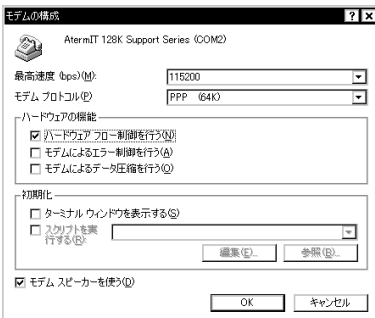 モデムの構成
AtermIT 128K Support Series (COM2)
最高速度 (bps)(M): 115200
モデム プロトコル(P) PPP (64K)
ハードウェアの機能
ハードウェア フロー制御を行う(N)
モデムによるエラー制御を行う(A)
モデムによるデータ圧縮を行う(O)
初期化
ターミナル ウィンドウを表示する(S)
スクリプトを実
行する(R):
編集(E)... 参照(B)...
モデム スピーカーを使う(D)
OK キャンセル